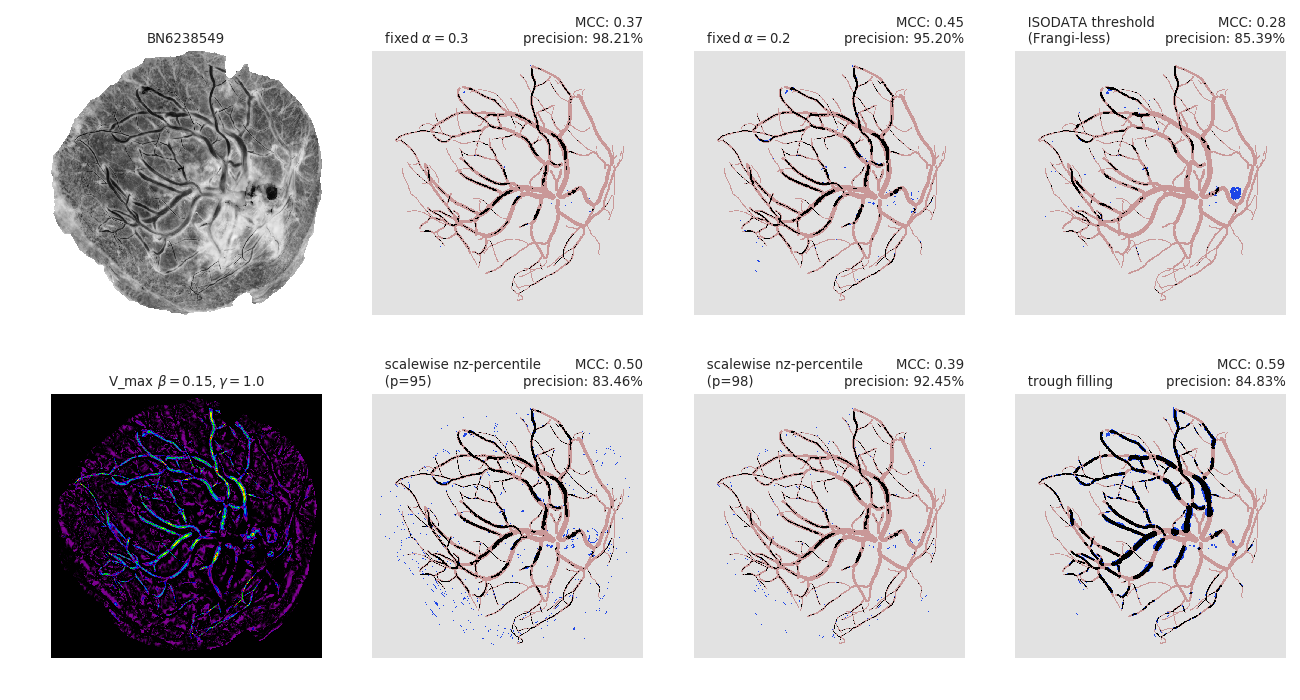 BN6238549
MCC: 0.37
fixed α = 0.3 precision: 98.21%
MCC: 0.45
fixed α = 0.2 precision: 95.20%
ISODATA threshold MCC: 0.28
(Frangi-less) precision: 85.39%
V_max β = 0.15, γ = 1.0
scalewise nz-percentile MCC: 0.50
(p=95) precision: 83.46%
scalewise nz-percentile MCC: 0.39
(p=98) precision: 92.45%
MCC: 0.59
trough filling precision: 84.83%